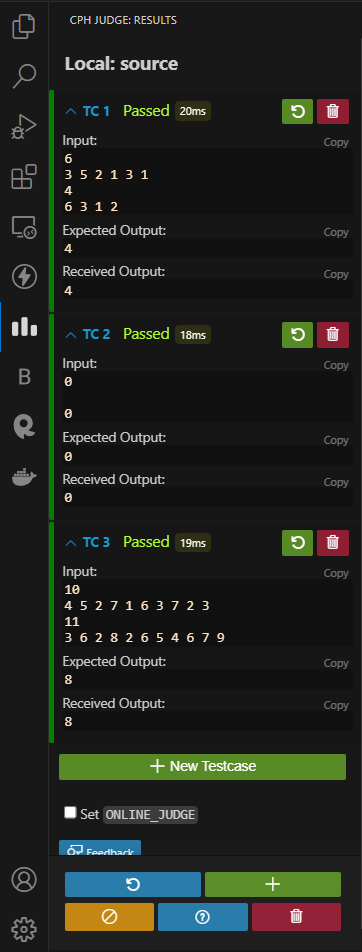 CPH JUDGE: RESULTS
Local: source
TC 1 Passed 20ms
Input:
Copy
6
3 5 2 1 3 1
4
6 3 1 2
Expected Output:
Copy
4
Received Output:
Copy
4
TC 2 Passed 18ms
Input:
Copy
0
0
Expected Output:
Copy
0
Received Output:
Copy
0
TC 3 Passed 19ms
Input:
Copy
10
4 5 2 7 1 6 3 7 2 3
11
3 6 2 8 2 6 5 4 6 7 9
Expected Output:
Copy
8
Received Output:
Copy
8
New Testcase
Set ONLINE_JUDGE
Feedback
B